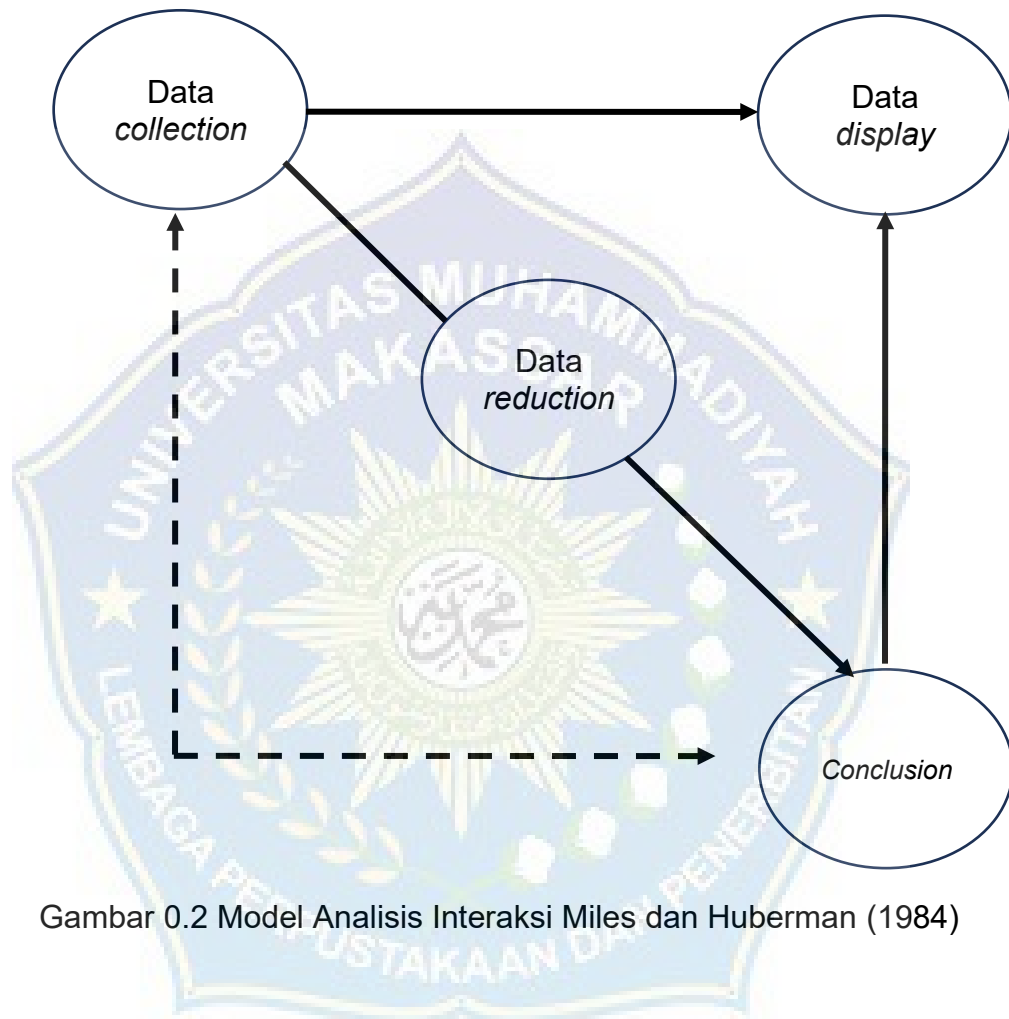 Data
collection
Data
display
UNIVERSITAS MUHAMMADIYAH
MAKASSAR
Data
reduction
محمد
Conclusion
LEMBAGA PERPUSTAKAAN DAN PENERBITAN
Gambar 0.2 Model Analisis Interaksi Miles dan Huberman (1984)